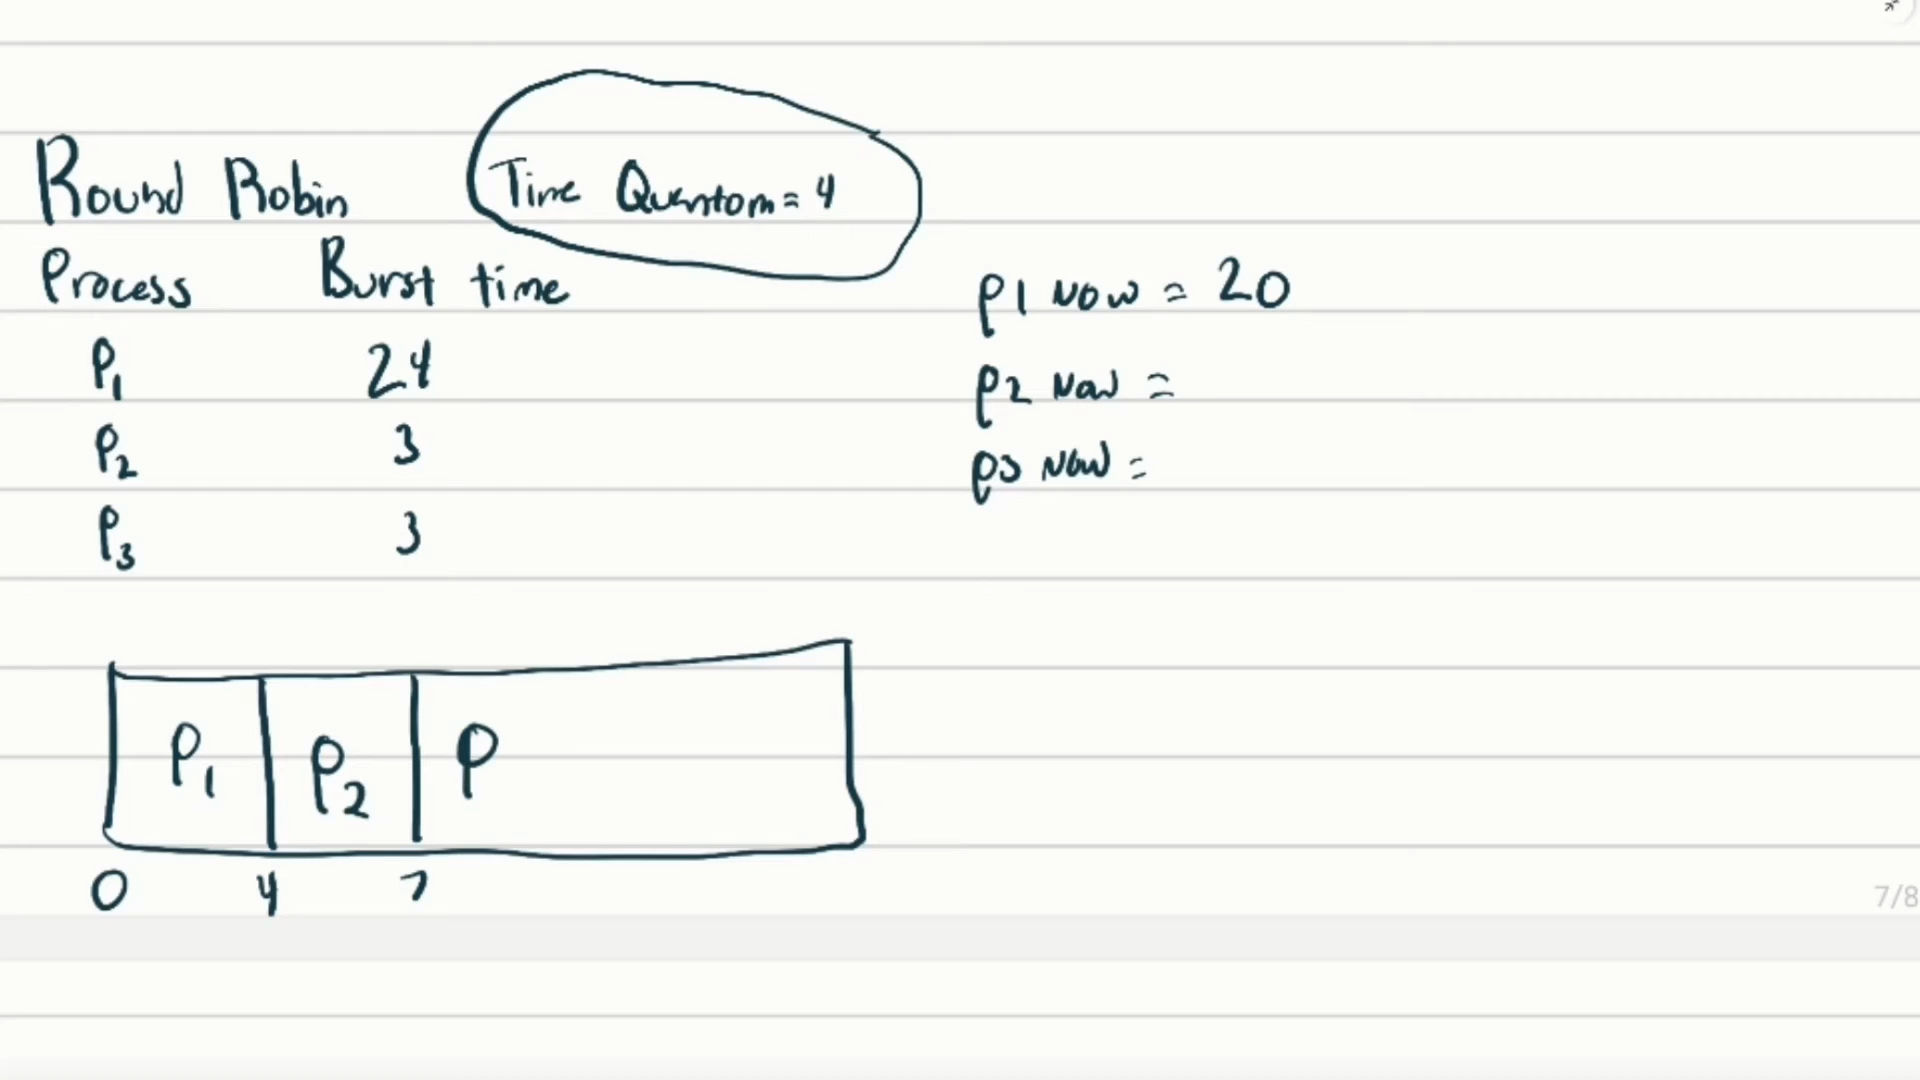 Round Robin Time Quantom = 4
Process Burst time
P1 24
P2 3
P3 3
P1 Now = 20
P2 Now =
P3 Now =
P1 P2 P
0 4 7
7/8